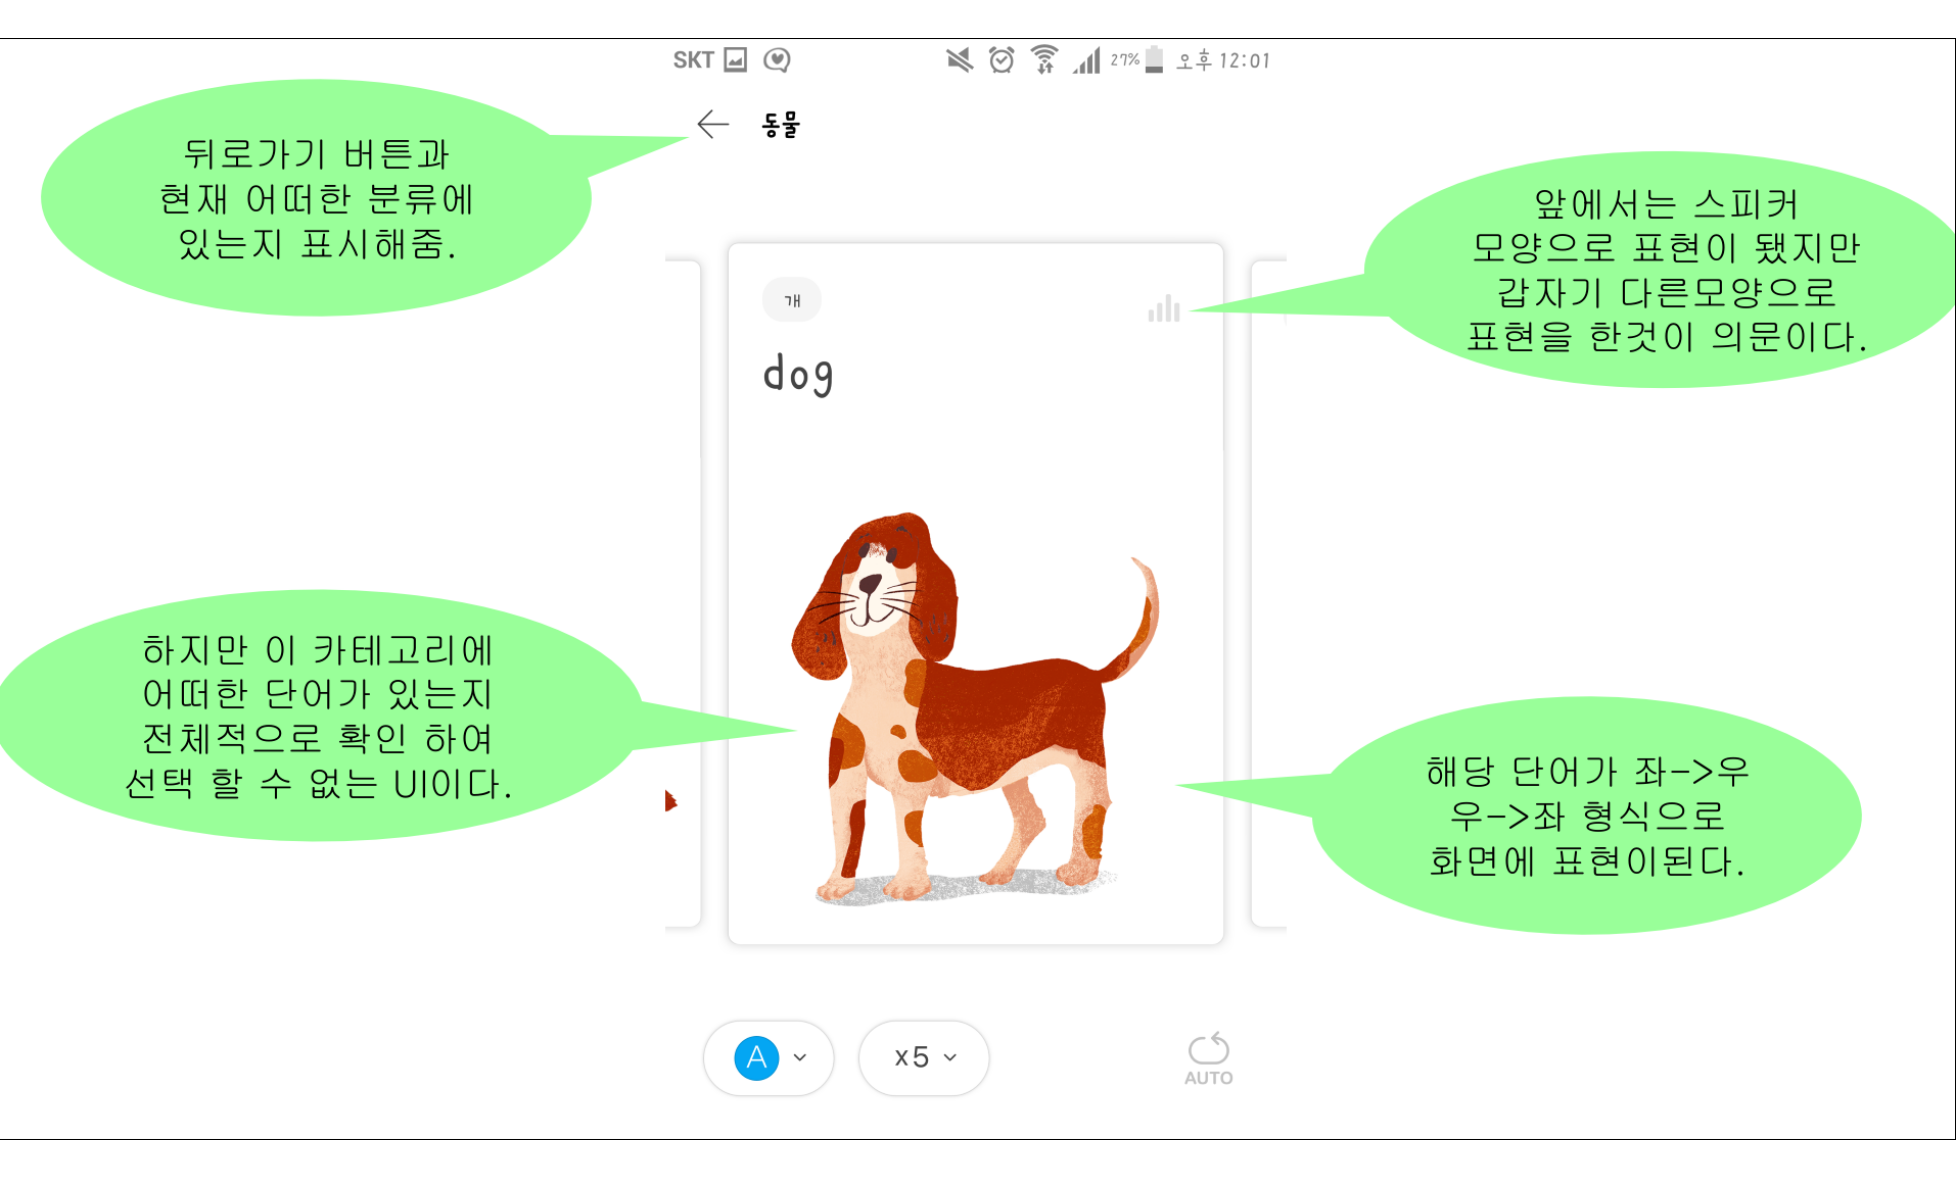 SKT 27% 오후 12:01
동물
뒤로가기 버튼과
현재 어떠한 분류에
있는지 표시해줌.
앞에서는 스피커
모양으로 표현이 됐지만
갑자기 다른모양으로
표현을 한것이 의문이다.
개
dog
하지만 이 카테고리에
어떠한 단어가 있는지
전체적으로 확인 하여
선택 할 수 없는 UI이다.
해당 단어가 좌->우
우->좌 형식으로
화면에 표현이된다.
A x5
AUTO